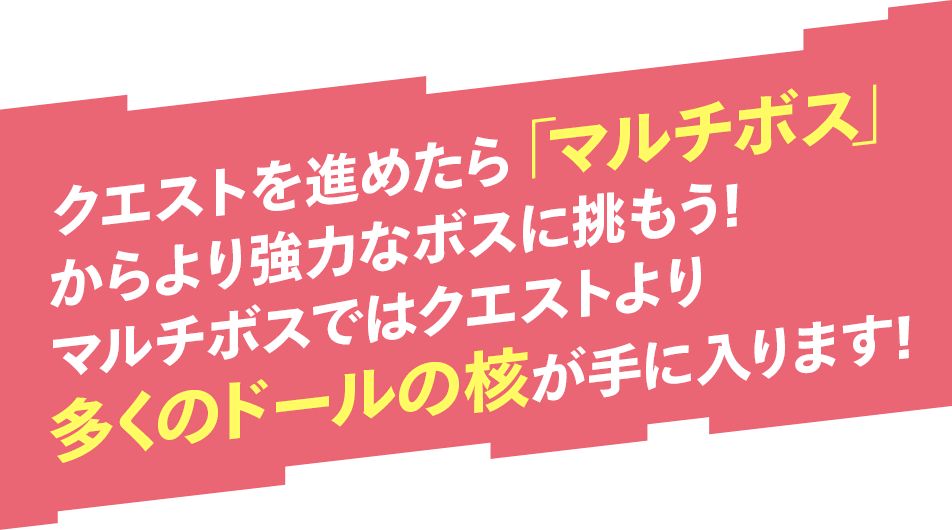 クエストを進めたら「マルチボス」
からより強力なボスに挑もう!
マルチボスではクエストより
多くのドールの核が手に入ります!